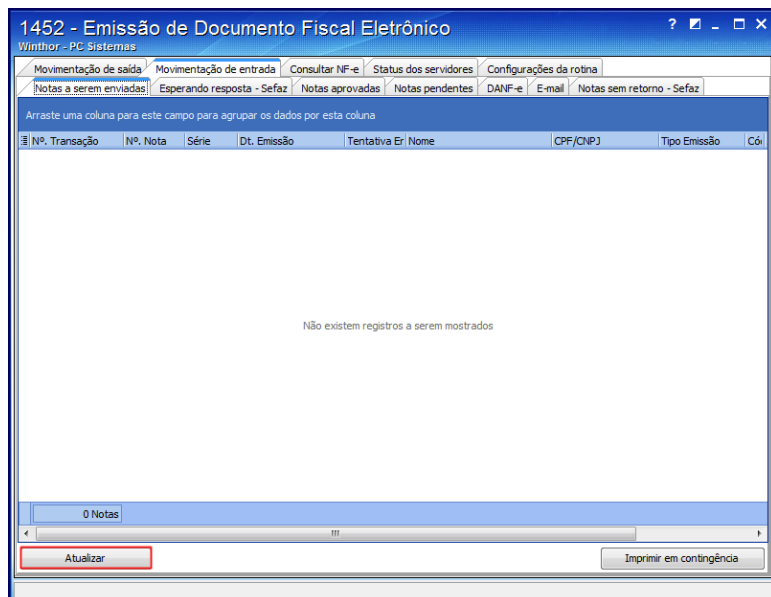 1452 - Emissão de Documento Fiscal Eletrônico
Winthor - PC Sistemas
Movimentação de saída Movimentação de entrada Consultar NF-e Status dos servidores Configurações da rotina
Notas a serem enviadas Esperando resposta - Sefaz Notas aprovadas Notas pendentes DANF-e E-mail Notas sem retorno - Sefaz
Arraste uma coluna para este campo para agrupar os dados por esta coluna
Nº. Transação Nº. Nota Série Dt. Emissão Tentativa Er Nome CPF/CNPJ Tipo Emissão Có
Não existem registros a serem mostrados
0 Notas
Atualizar Imprimir em contingência